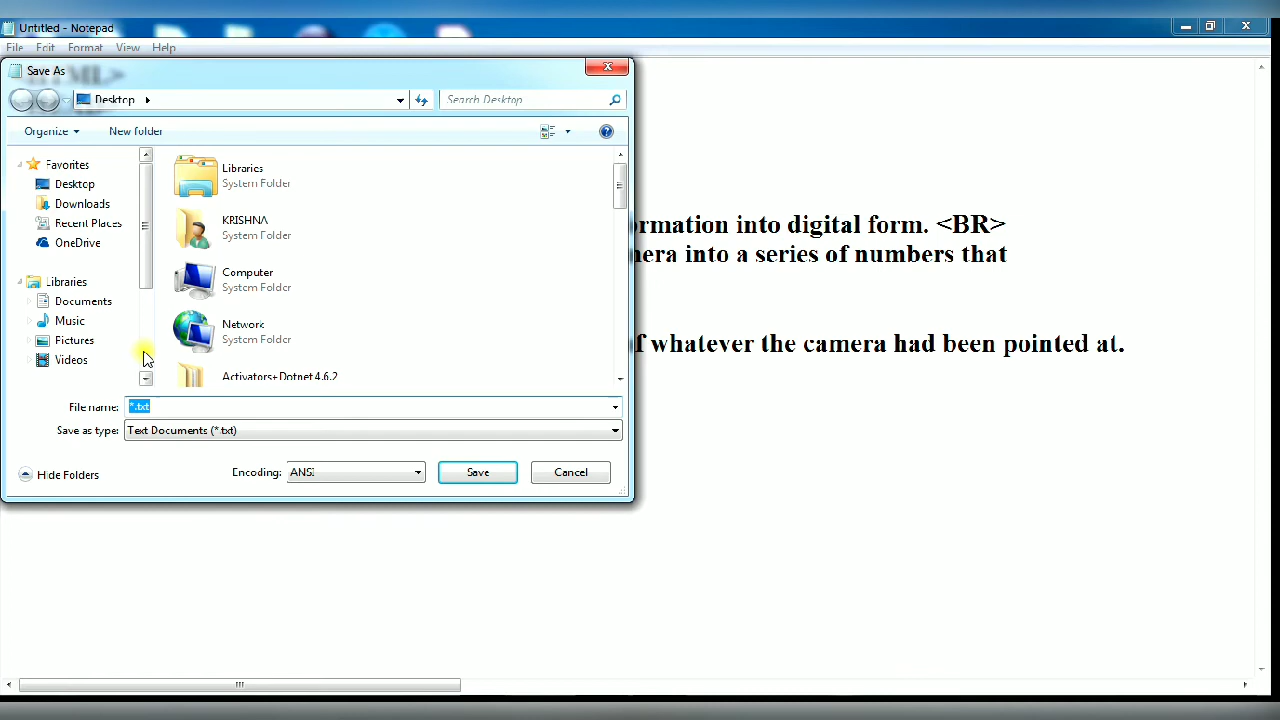 Untitled - Notepad
File Edit Format View Help
Save As
Desktop
Search Desktop
Organize New folder
Favorites
Desktop
Downloads
Recent Places
OneDrive
Libraries
Documents
Music
Pictures
Videos
Libraries
System Folder
KRISHNA
System Folder
Computer
System Folder
Network
System Folder
Activators+Dotnet 4.6.2
File name: *.txt
Save as type: Text Documents (*.txt)
Hide Folders
Encoding: ANSI
Save
Cancel
ormation into digital form. <BR>
era into a series of numbers that
f whatever the camera had been pointed at.